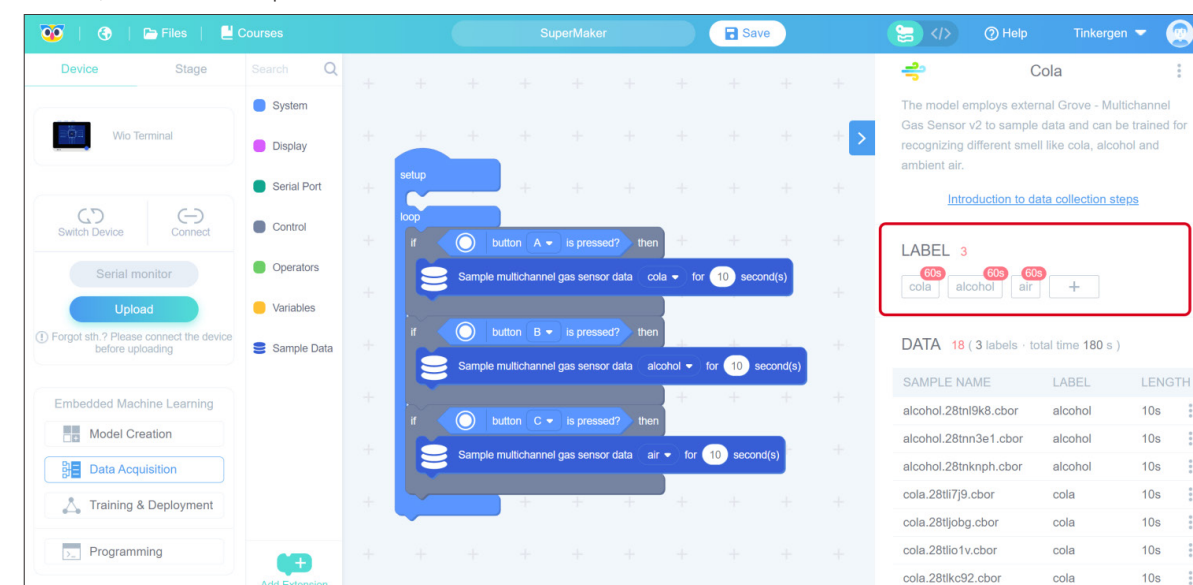 Files
Courses
SuperMaker
Save
</>
Help
Tinkergen
Device
Stage
Wio Terminal
Switch Device
Connect
Serial monitor
Upload
Forgot sth.? Please connect the device
before uploading
Embedded Machine Learning
Model Creation
Data Acquisition
Training & Deployment
Programming
Search
System
Display
Serial Port
Control
Operators
Variables
Sample Data
Add Extension
setup
loop
if button A is pressed? then
Sample multichannel gas sensor data cola for 10 second(s)
if button B is pressed? then
Sample multichannel gas sensor data alcohol for 10 second(s)
if button C is pressed? then
Sample multichannel gas sensor data air for 10 second(s)
Cola
The model employs external Grove - Multichannel
Gas Sensor v2 to sample data and can be trained for
recognizing different smell like cola, alcohol and
ambient air.
Introduction to data collection steps
LABEL 3
60s 60s 60s
cola alcohol air +
DATA 18 ( 3 labels · total time 180 s )
SAMPLE NAME LABEL LENGTH
alcohol.28tnl9k8.cbor alcohol 10s
alcohol.28tnn3e1.cbor alcohol 10s
alcohol.28tnknph.cbor alcohol 10s
cola.28tli7j9.cbor cola 10s
cola.28tljobg.cbor cola 10s
cola.28tlio1v.cbor cola 10s
cola.28tlkc92.cbor cola 10s